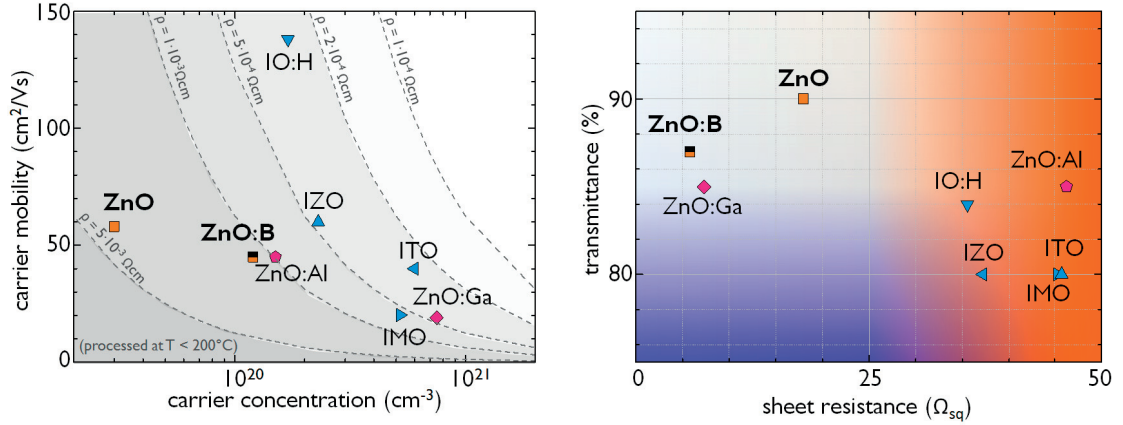 150
100
50
0
carrier mobility (cm²/Vs)
ρ = 1·10⁻³Ωcm
ρ = 5·10⁻⁴ Ωcm
ρ = 2·10⁻⁴ Ωcm
ρ = 1·10⁻⁴ Ωcm
ρ = 5·10⁻³ Ωcm
IO:H
ZnO
IZO
ZnO:B
ZnO:Al
ITO
ZnO:Ga
IMO
(processed at T < 200°C)
10²⁰
10²¹
carrier concentration (cm⁻³)
90
80
transmittance (%)
ZnO
ZnO:B
ZnO:Ga
ZnO:Al
IO:H
IZO
ITO
IMO
0
25
50
sheet resistance (Ωsq)